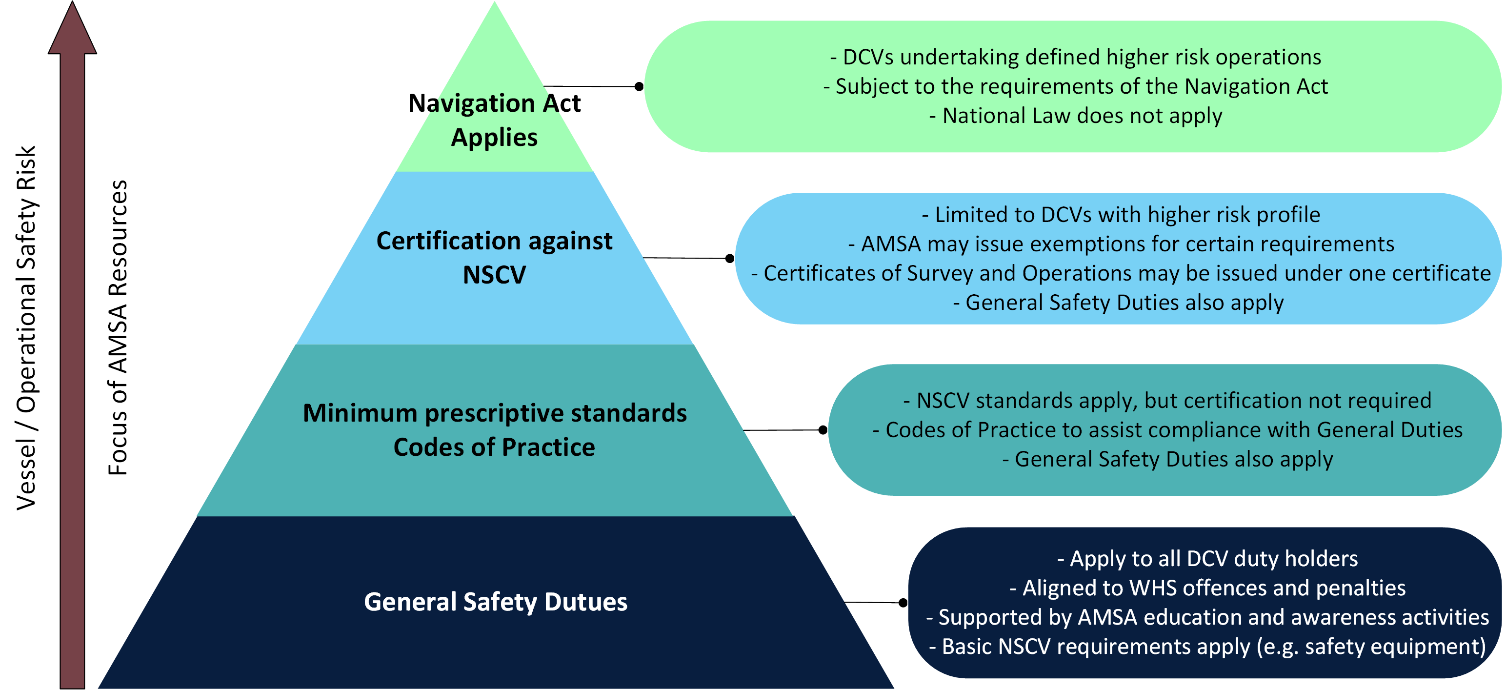 Vessel / Operational Safety Risk
Focus of AMSA Resources
Navigation Act
Applies
- DCVs undertaking defined higher risk operations
- Subject to the requirements of the Navigation Act
- National Law does not apply
Certification against
NSCV
- Limited to DCVs with higher risk profile
- AMSA may issue exemptions for certain requirements
- Certificates of Survey and Operations may be issued under one certificate
- General Safety Duties also apply
Minimum prescriptive standards
Codes of Practice
- NSCV standards apply, but certification not required
- Codes of Practice to assist compliance with General Duties
- General Safety Duties also apply
General Safety Dutues
- Apply to all DCV duty holders
- Aligned to WHS offences and penalties
- Supported by AMSA education and awareness activities
- Basic NSCV requirements apply (e.g. safety equipment)